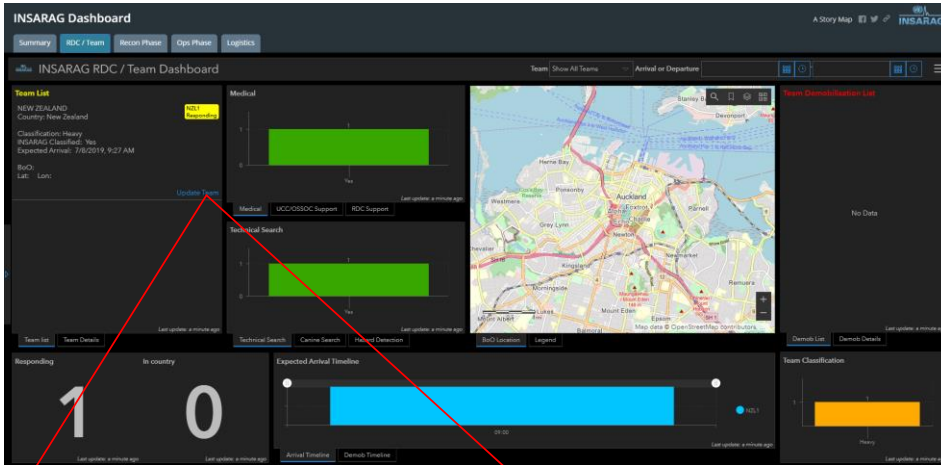 INSARAG Dashboard
A Story Map
INSARAG
Summary
RDC / Team
Recon Phase
Ops Phase
Logistics
INSARAG RDC / Team Dashboard
Team
Show All Teams
Arrival or Departure
Team List
NEW ZEALAND
Country: New Zealand
NZL1
Responding
Classification: Heavy
INSARAG Classified: Yes
Expected Arrival: 7/8/2019, 9:27 AM
BoO:
Lat: Lon:
Update Team
Last update: a minute ago
Team list
Team Details
Medical
1
1
0
Yes
Last update: a minute ago
Medical
UCC/OSSOC Support
RDC Support
Technical Search
1
1
0
Yes
Last update: a minute ago
Technical Search
Canine Search
Hazard Detection
Stanley B
Devonport
Herne Bay
Ponsonby
Westmere
Auckland
Parnell
Grey Lynn
Newton
Newmarket
Kingsland
Remuera
Morningside
Mount Eden
Mount Albert
Epsom
Balmoral
Map data © OpenStreetMap contributors,
BoO Location
Legend
Team Demobilisation List
No Data
Last update: a minute ago
Demob List
Demob Details
Responding
1
Last update: a minute ago
In country
0
Last update: a minute ago
Expected Arrival Timeline
NZL1
09:00
Last update: a minute ago
Arrival Timeline
Demob Timeline
Team Classification
1
1
Heavy
Last update: a minute ago